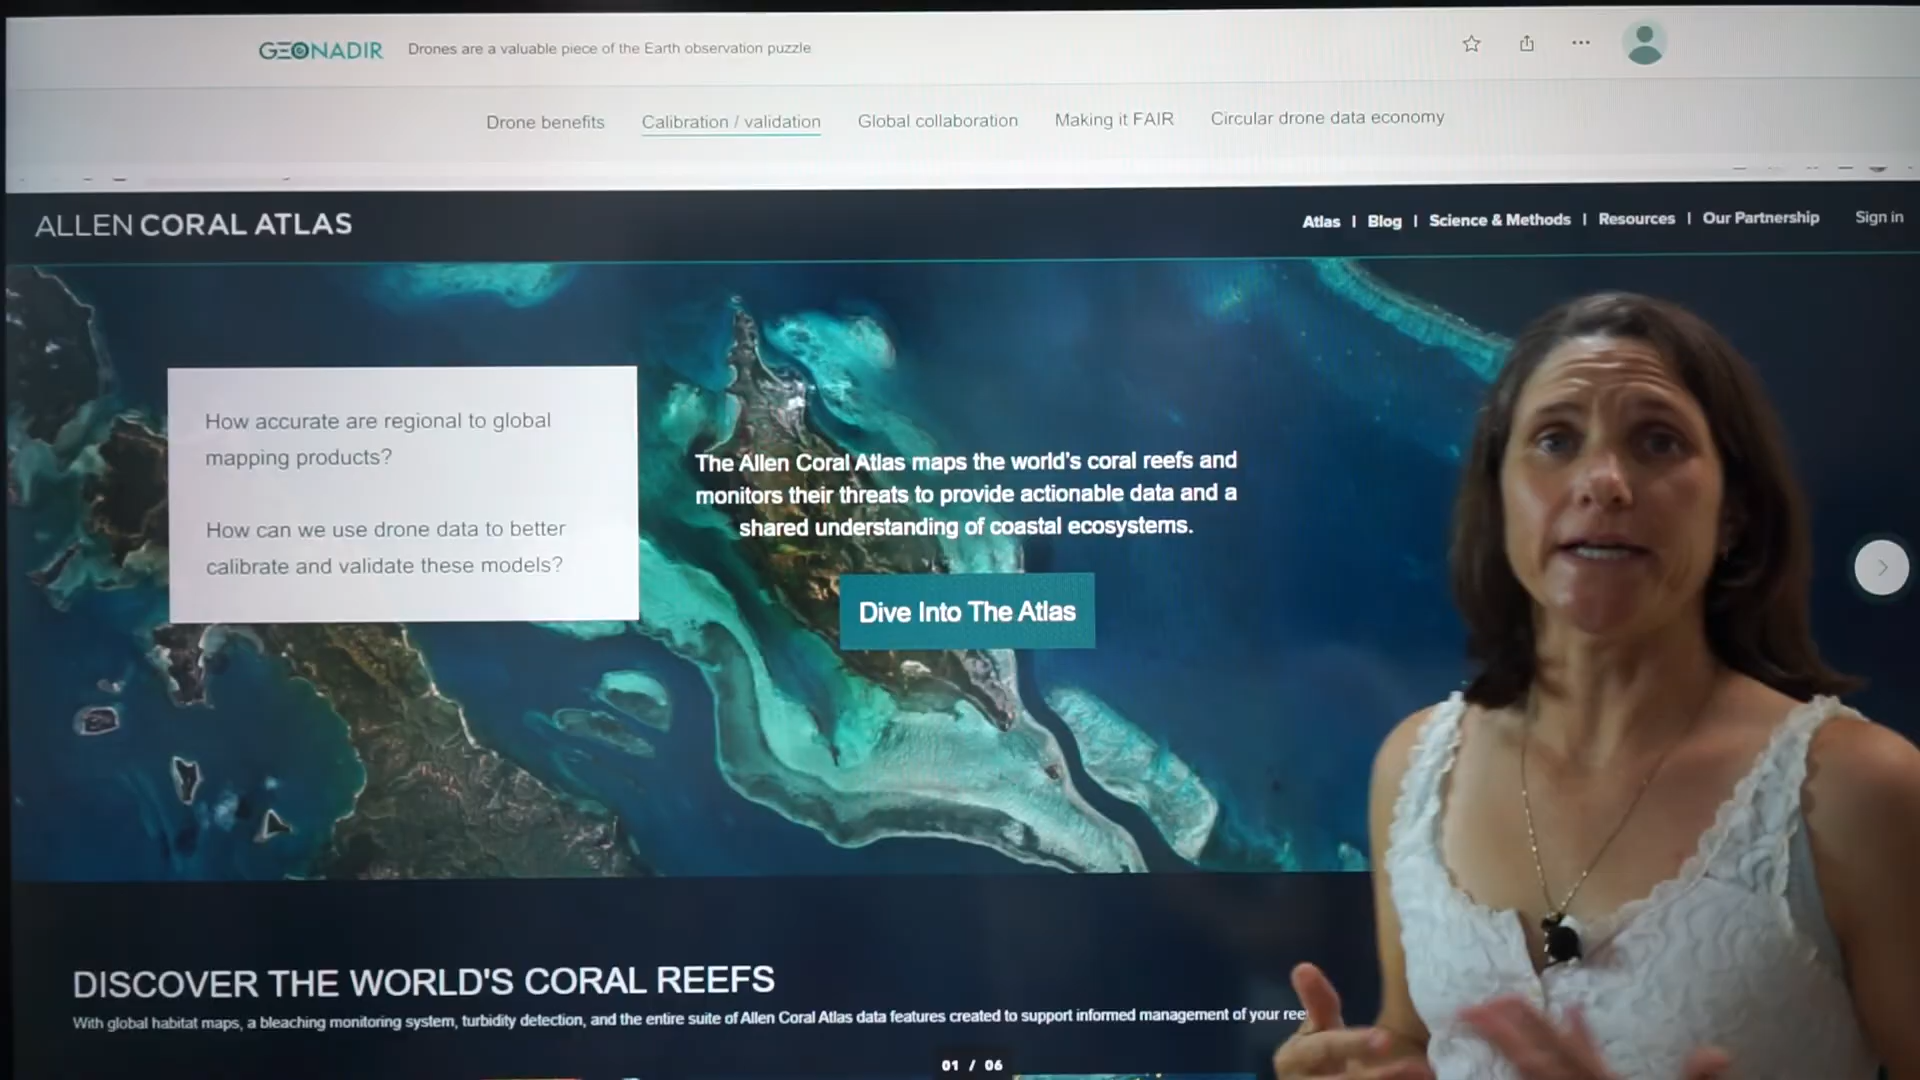 GEONADIR Drones are a valuable piece of the Earth observation puzzle
Drone benefits Calibration / validation Global collaboration Making it FAIR Circular drone data economy
ALLEN CORAL ATLAS
Atlas | Blog | Science & Methods | Resources | Our Partnership Sign in
How accurate are regional to global
mapping products?
How can we use drone data to better
calibrate and validate these models?
The Allen Coral Atlas maps the world's coral reefs and
monitors their threats to provide actionable data and a
shared understanding of coastal ecosystems.
Dive Into The Atlas
DISCOVER THE WORLD'S CORAL REEFS
With global habitat maps, a bleaching monitoring system, turbidity detection, and the entire suite of Allen Coral Atlas data features created to support informed management of your
01 / 06